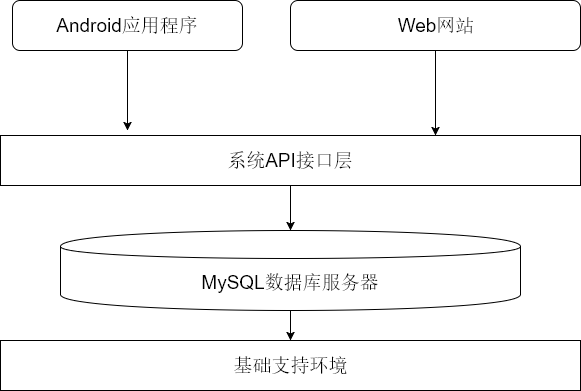 Android应用程序
Web网站
系统API接口层
MySQL数据库服务器
基础支持环境